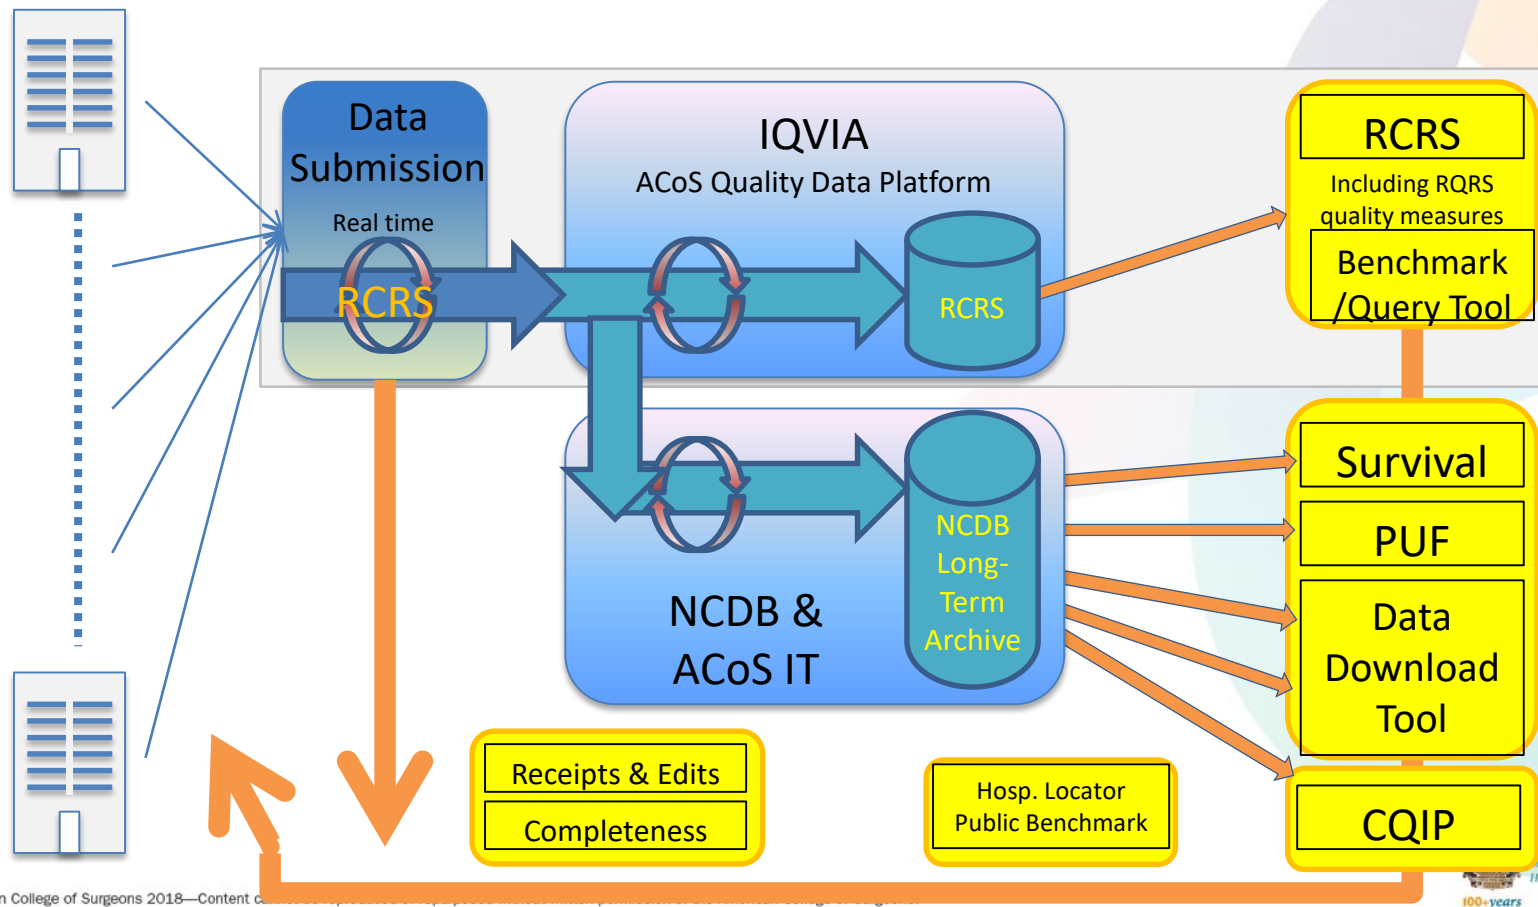 Data
Submission
Real time
RCRS
IQVIA
ACoS Quality Data Platform
RCRS
RCRS
Including RQRS
quality measures
Benchmark
/Query Tool
NCDB &
ACoS IT
NCDB
Long-
Term
Archive
Survival
PUF
Data
Download
Tool
CQIP
Receipts & Edits
Completeness
Hosp. Locator
Public Benchmark
n College of Surgeons 2018—Content
100+years